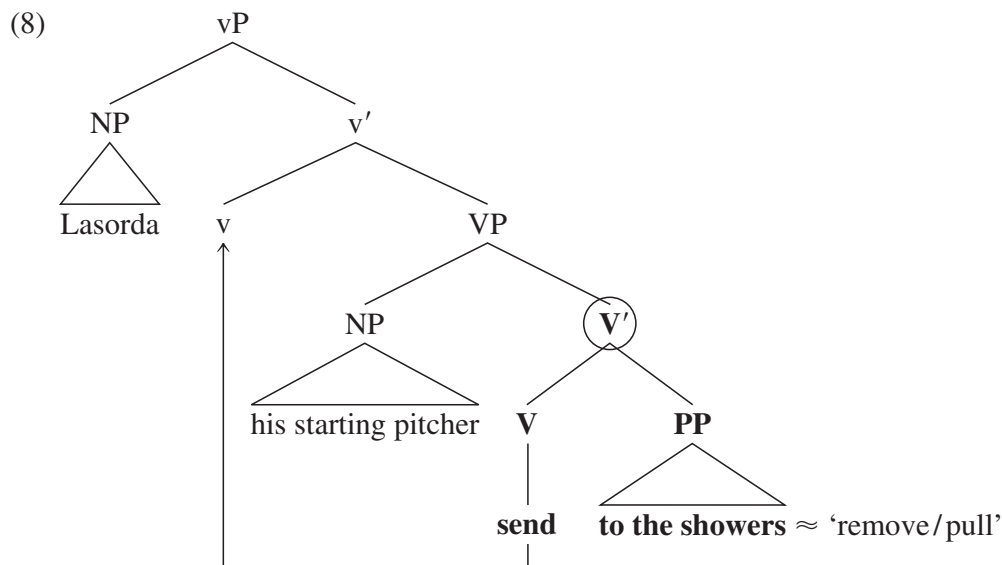 (8) vP
NP v′
Lasorda v VP
NP V′
his starting pitcher V PP
send to the showers ≈ ‘remove/pull’